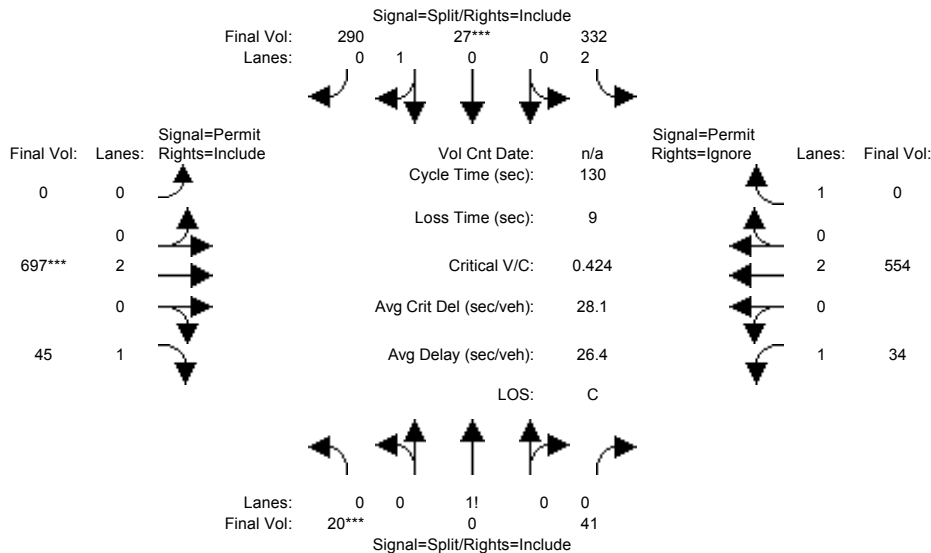 Signal=Split/Rights=Include
Final Vol: 290 27*** 332
Lanes: 0 1 0 0 2
Signal=Permit Signal=Permit
Final Vol: Lanes: Rights=Include Vol Cnt Date: n/a Rights=Ignore Lanes: Final Vol:
Cycle Time (sec): 130
0 0 1 0
Loss Time (sec): 9
0 0
697*** 2 Critical V/C: 0.424 2 554
0 Avg Crit Del (sec/veh): 28.1 0
45 1 Avg Delay (sec/veh): 26.4 1 34
LOS: C
Lanes: 0 0 1! 0 0
Final Vol: 20*** 0 41
Signal=Split/Rights=Include